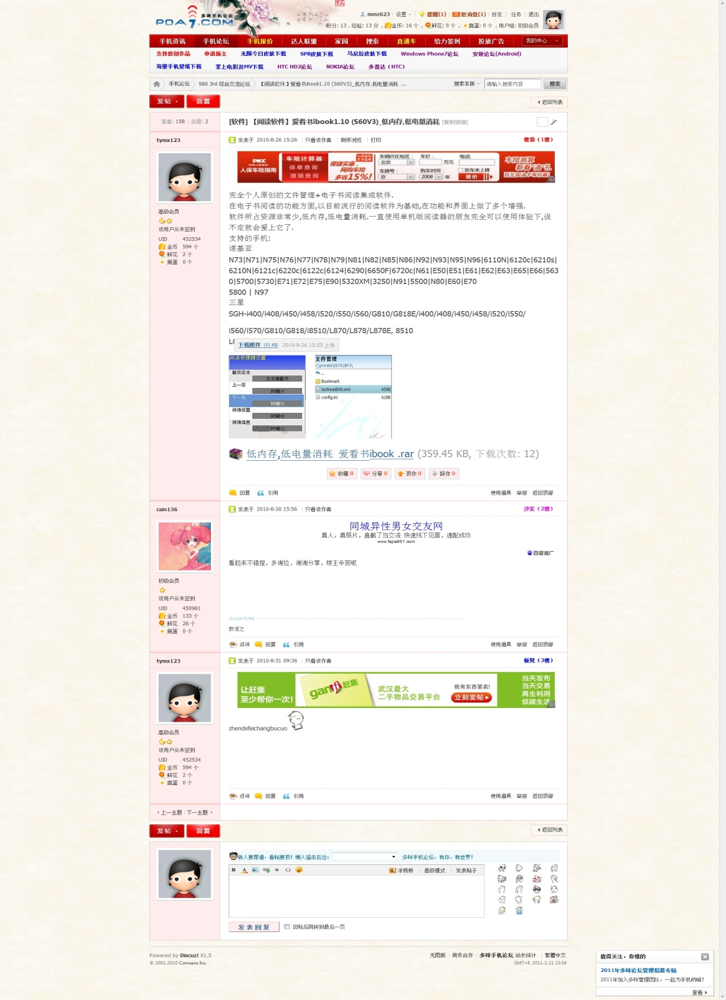 多咪手机论坛
PDA7.COM
mmz623 设置 提醒(1) 短消息(1) 好友 任务 退出
积分: 13 , 经验: 13 分 , 金币: 16 个 , 鲜花: 0 个 , 臭蛋: 0 个 , 用户组: 初级会员
手机资讯 手机论坛 手机报价 达人联盟 家园 搜索 直通车 给力签到 投放广告 我的中心
支持原创作品 申请版主 无限今日皮肤下载 SPB皮肤下载 马尼拉皮肤下载 Windows Phone7论坛 安致论坛(Android)
海量手机壁纸下载 掌上电影及MV下载 HTC HD2论坛 NOKIA论坛 多普达（HTC）
手机论坛 S60 3rd 综合交流论坛 【阅读软件】爱看书ibook1.10 (S60V3)_低内存,低电量消耗 ... 搜索本版 请输入搜索内容 搜索
发帖 回复 返回列表
查看: 158 回复: 2
[软件] 【阅读软件】爱看书ibook1.10 (S60V3)_低内存,低电量消耗 [复制链接]
tymx123
发表于 2010-8-26 15:26 只看该作者 倒序浏览 打印 楼顶（1楼）
PICC
人保车险指南
车险计算器
保单查询
理赔查询
便捷实惠，
网购车险
多省15%!
车辆所在地区: 车价: 电话:
北京 万元
车牌号: 购车时间: 新车未上牌
京 2008 年 报价
车险测算
新春“油”礼
百元加油卡等你赢!
高级会员
该用户从未签到
UID 452534
金币 594 个
鲜花 2 个
臭蛋 0 个
完全个人原创的文件管理+电子书阅读集成软件.
在电子书阅读的功能方面,以目前流行的阅读软件为基础,在功能和界面上做了多个增强.
软件所占资源非常少,低内存,低电量消耗.一直使用单机版阅读器的朋友完全可以使用体验下,说
不定就会爱上它了.
支持的手机:
诺基亚
N73|N71|N75|N76|N77|N78|N79|N81|N82|N85|N86|N92|N93|N95|N96|6110N|6120c|6210s|
6210N|6121c|6220c|6122c|6124|6290|6650F|6720c|N61|E50|E51|E61|E62|E63|E65|E66|563
0|5700|5730|E71|E72|E75|E90|5320XM|3250|N91|5500|N80|E60|E70
5800 | N97
三星
SGH-i400/i408/i450/i458/i520/i550/i560/G810/G818E/i400/i408/i450/i458/i520/i550/
i560/i570/G810/G818/i8510/L870/L878/L878E, 8510
下载附件 (31 KB) 2010-8-26 15:25 上传
阅读快捷键设置
翻页设定
左右键翻页
上一页
按键[4]
下一页
按键[6]
阅读设置
按键[8]
阅读信息
按键[2]
文件管理
C:\private\E6742BF3\
..
Bookmark
lastreadinfo.xml 450B
config.ini 628B
低内存,低电量消耗 爱看书ibook .rar (359.45 KB, 下载次数: 12)
收藏 0 分享 0 顶你 0 踩你 0
回复 引用 使用道具 举报 返回顶部
cain136
发表于 2010-8-30 15:56 只看该作者 沙发（2楼）
同城异性男女交友网
真人，真照片，直截了当交流 快速线下见面，速配成功
www.fajia001.com
百度推广
看起来不错捏，多谢拉，谢谢分享，楼主辛苦呢
初级会员
该用户从未签到
UID 450961
金币 133 个
鲜花 26 个
臭蛋 0 个
SIGNATURE
安浅之
点评 回复 引用 使用道具 举报 返回顶部
tymx123
发表于 2010-8-31 09:36 只看该作者 板凳（3楼）
让赶集
至少帮你一次!
ganji 赶集
武汉最大
二手物品交易平台
我有东西要卖!
立刻发帖
当天发布
当天交易
再生利用
低碳生活
zhendefeichangbucuo
高级会员
该用户从未签到
UID 452534
金币 594 个
鲜花 2 个
臭蛋 0 个
点评 回复 引用 使用道具 举报 返回顶部
‹ 上一主题 | 下一主题 ›
发帖 回复 返回列表
做人要厚道，看帖要顶! 懒人猛击右边: 多咪手机论坛，有你，有世界!
B A 涂鸦板 高级模式 发表帖子
发表回复 回帖后跳转到最后一页
Powered by Discuz! X1.5 无图版 商务合作 多咪手机论坛 站长统计 繁體中文
© 2001-2010 Comsenz Inc. GMT+8, 2011-2-21 23:58
值得关注，你懂的
2011年多咪论坛管理招募专贴
2011年加入多咪管理团队，一起为手机呐喊!
查看